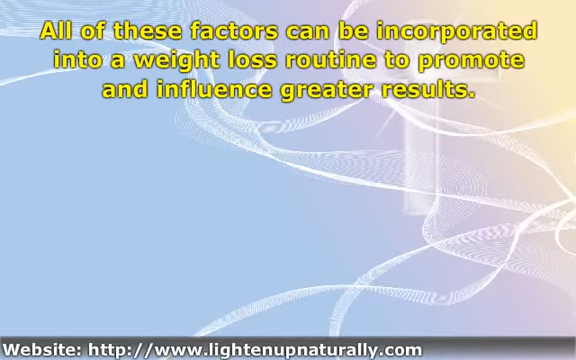 All of these factors can be incorporated
into a weight loss routine to promote
and influence greater results.
Website: http://www.lightenupnaturally.com